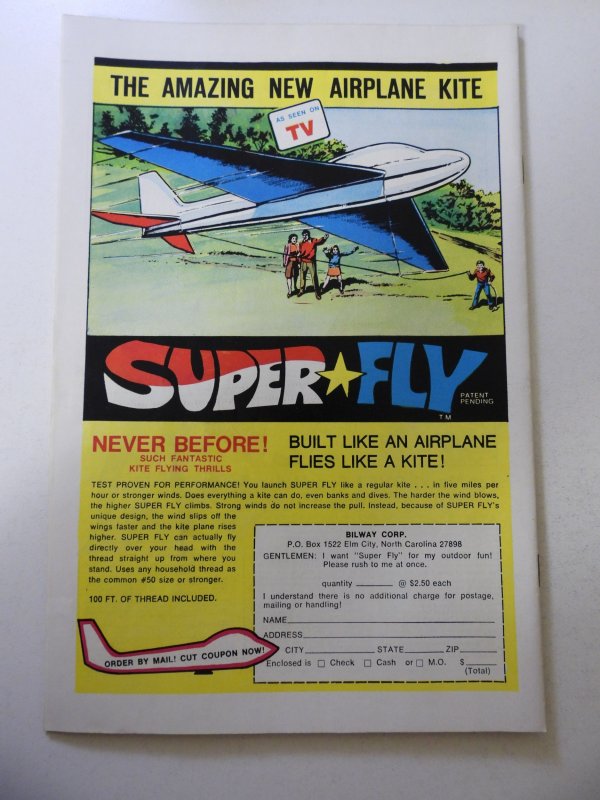 THE AMAZING NEW AIRPLANE KITE
AS SEEN ON
TV
SUPER★FLY
PATENT
PENDING
TM
NEVER BEFORE!
SUCH FANTASTIC
KITE FLYING THRILLS
BUILT LIKE AN AIRPLANE
FLIES LIKE A KITE!
TEST PROVEN FOR PERFORMANCE! You launch SUPER FLY like a regular kite . . . in five miles per
hour or stronger winds. Does everything a kite can do, even banks and dives. The harder the wind blows,
the higher SUPER FLY climbs. Strong winds do not increase the pull. Instead, because of SUPER FLY's
unique design, the wind slips off the
wings faster and the kite plane rises
higher. SUPER FLY can actually fly
directly over your head with the
thread straight up from where you
stand. Uses any household thread as
the common #50 size or stronger.
100 FT. OF THREAD INCLUDED.
ORDER BY MAIL! CUT COUPON NOW!
BILWAY CORP.
P.O. Box 1522 Elm City, North Carolina 27898
GENTLEMEN: I want "Super Fly" for my outdoor fun!
Please rush to me at once.
quantity ________ @ $2.50 each
I understand there is no additional charge for postage,
mailing or handling!
NAME
ADDRESS
CITY STATE ZIP
Enclosed is □ Check □ Cash or □ M.O. $
(Total)